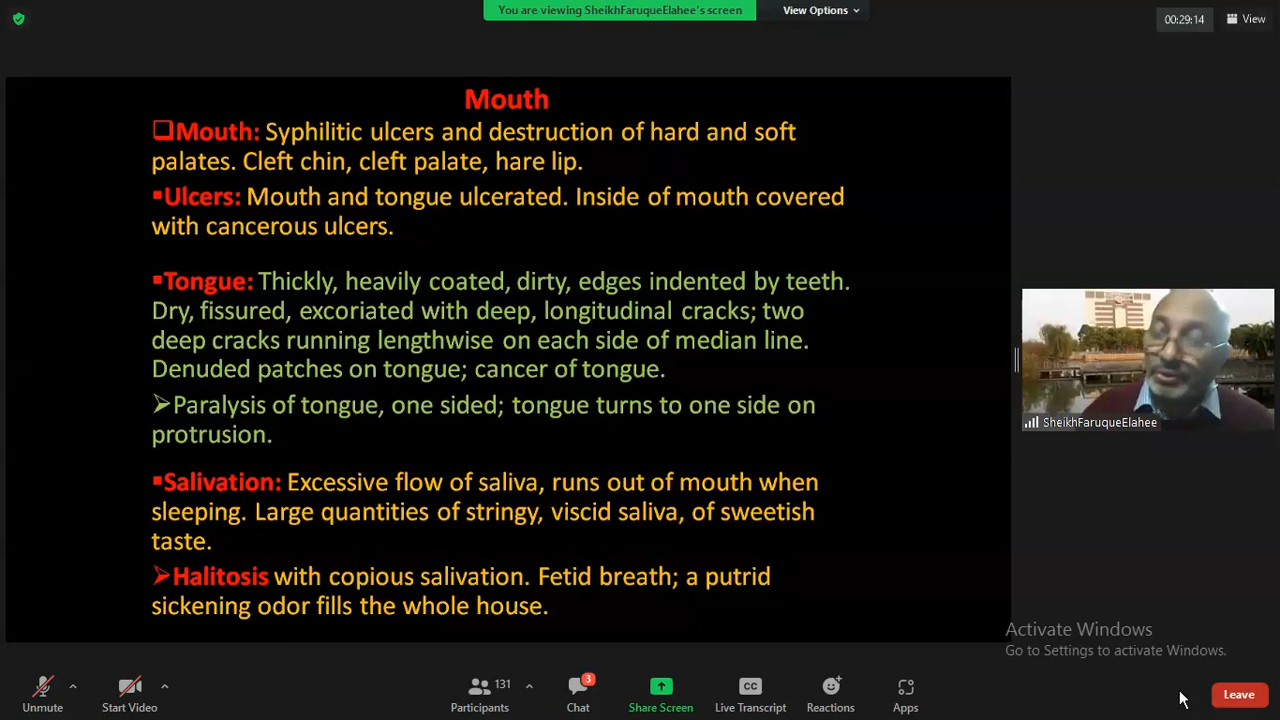 You are viewing SheikhFaruqueElahee's screen
View Options
00:29:14
View
Mouth
Mouth: Syphilitic ulcers and destruction of hard and soft
palates. Cleft chin, cleft palate, hare lip.
Ulcers: Mouth and tongue ulcerated. Inside of mouth covered
with cancerous ulcers.
Tongue: Thickly, heavily coated, dirty, edges indented by teeth.
Dry, fissured, excoriated with deep, longitudinal cracks; two
deep cracks running lengthwise on each side of median line.
Denuded patches on tongue; cancer of tongue.
Paralysis of tongue, one sided; tongue turns to one side on
protrusion.
Salivation: Excessive flow of saliva, runs out of mouth when
sleeping. Large quantities of stringy, viscid saliva, of sweetish
taste.
Halitosis with copious salivation. Fetid breath; a putrid
sickening odor fills the whole house.
SheikhFaruqueElahee
Activate Windows
Go to Settings to activate Windows.
Unmute
Start Video
131
Participants
3
Chat
Share Screen
CC
Live Transcript
Reactions
Apps
Leave